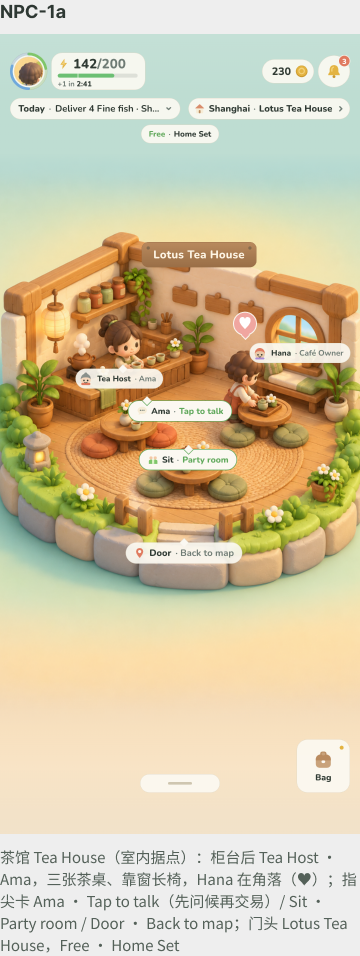 NPC-1a
142/200
+1 in 2:41
230
3
Today · Deliver 4 Fine fish · Sh...
Shanghai · Lotus Tea House
Free · Home Set
Lotus Tea House
Hana · Café Owner
Tea Host · Ama
Ama · Tap to talk
Sit · Party room
Door · Back to map
Bag
茶馆 Tea House（室内据点）：柜台后 Tea Host ·
Ama，三张茶桌、靠窗长椅，Hana 在角落（♥）；指
尖卡 Ama · Tap to talk（先问候再交易）/ Sit ·
Party room / Door · Back to map；门头 Lotus Tea
House，Free · Home Set